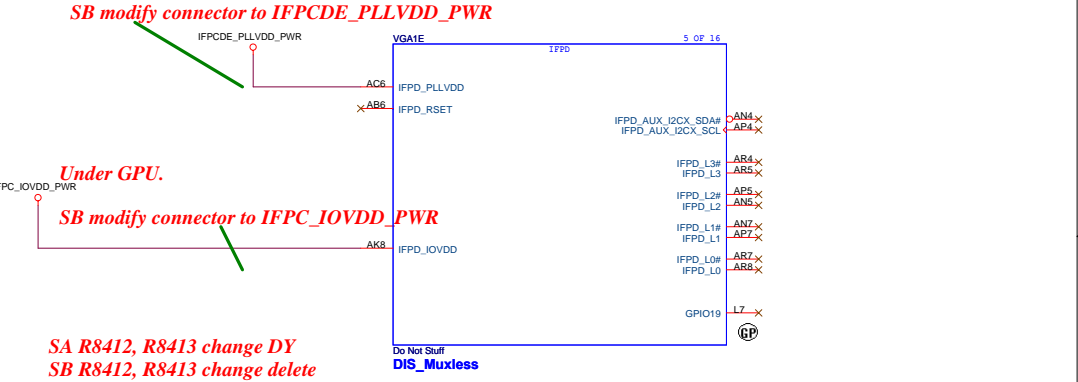 SB modify connector to IFPCDE_PLLVDD_PWR
IFPCDE_PLLVDD_PWR
VGA1E
5 OF 16
IFPD
AC6 IFPD_PLLVDD
AB6 IFPD_RSET
IFPD_AUX_I2CX_SDA# AN4
IFPD_AUX_I2CX_SCL AP4
Under GPU.
FPC_IOVDD_PWR
IFPD_L3# AR4
IFPD_L3 AR5
IFPD_L2# AP5
IFPD_L2 AN5
SB modify connector to IFPC_IOVDD_PWR
IFPD_L1# AN7
IFPD_L1 AP7
AK8 IFPD_IOVDD
IFPD_L0# AR7
IFPD_L0 AR8
GPIO19 L7
GP
SA R8412, R8413 change DY
Do Not Stuff
DIS_Muxless
SB R8412, R8413 change delete